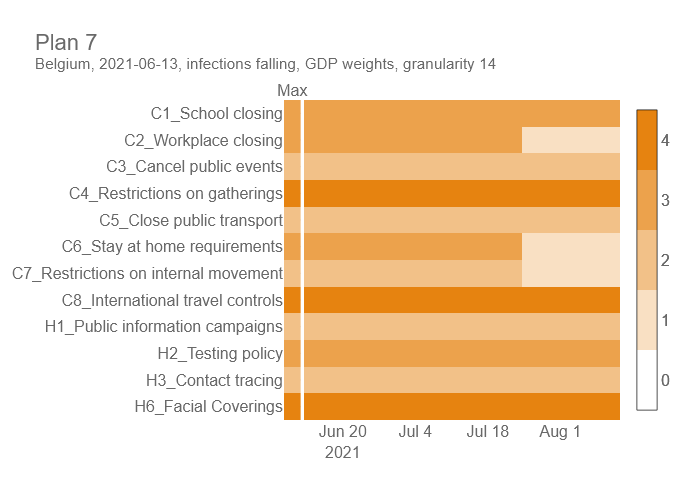 Plan 7
Belgium, 2021-06-13, infections falling, GDP weights, granularity 14
Max
C1_School closing
C2_Workplace closing
C3_Cancel public events
C4_Restrictions on gatherings
C5_Close public transport
C6_Stay at home requirements
C7_Restrictions on internal movement
C8_International travel controls
H1_Public information campaigns
H2_Testing policy
H3_Contact tracing
H6_Facial Coverings
4
3
2
1
0
Jun 20 Jul 4 Jul 18 Aug 1
2021